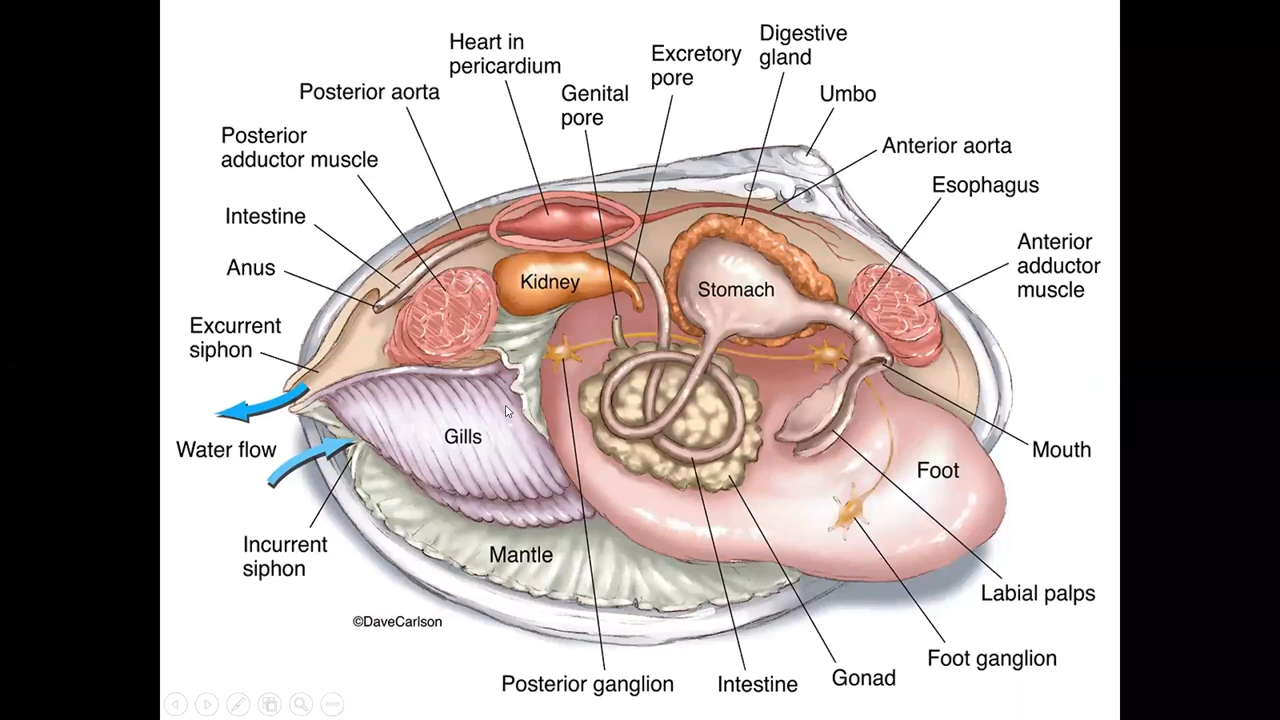 Heart in
pericardium
Posterior aorta
Posterior
adductor muscle
Intestine
Anus
Excurrent
siphon
Water flow
Incurrent
siphon
Genital
pore
Excretory
pore
Digestive
gland
Umbo
Anterior aorta
Esophagus
Anterior
adductor
muscle
Kidney
Stomach
Gills
Foot
Mantle
Mouth
Labial palps
Foot ganglion
Gonad
Intestine
Posterior ganglion
©DaveCarlson